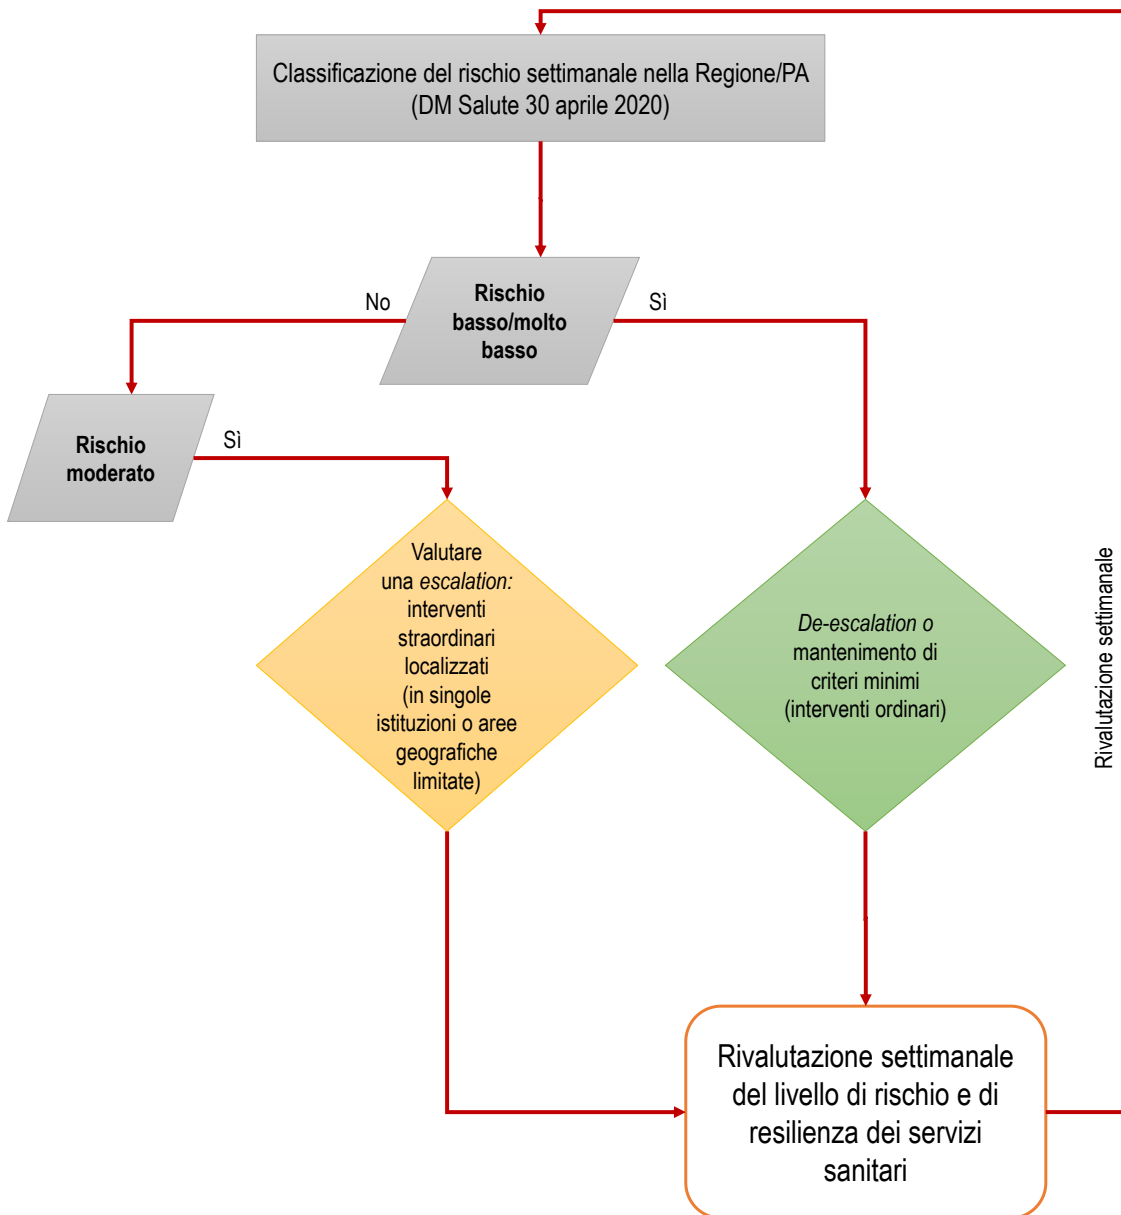 Classificazione del rischio settimanale nella Regione/PA
(DM Salute 30 aprile 2020)
No
Rischio
basso/molto
basso
Sì
Rischio
moderato
Sì
Valutare
una escalation:
interventi
straordinari
localizzati
(in singole
istituzioni o aree
geografiche
limitate)
De-escalation o
mantenimento di
criteri minimi
(interventi ordinari)
Rivalutazione settimanale
Rivalutazione settimanale
del livello di rischio e di
resilienza dei servizi
sanitari